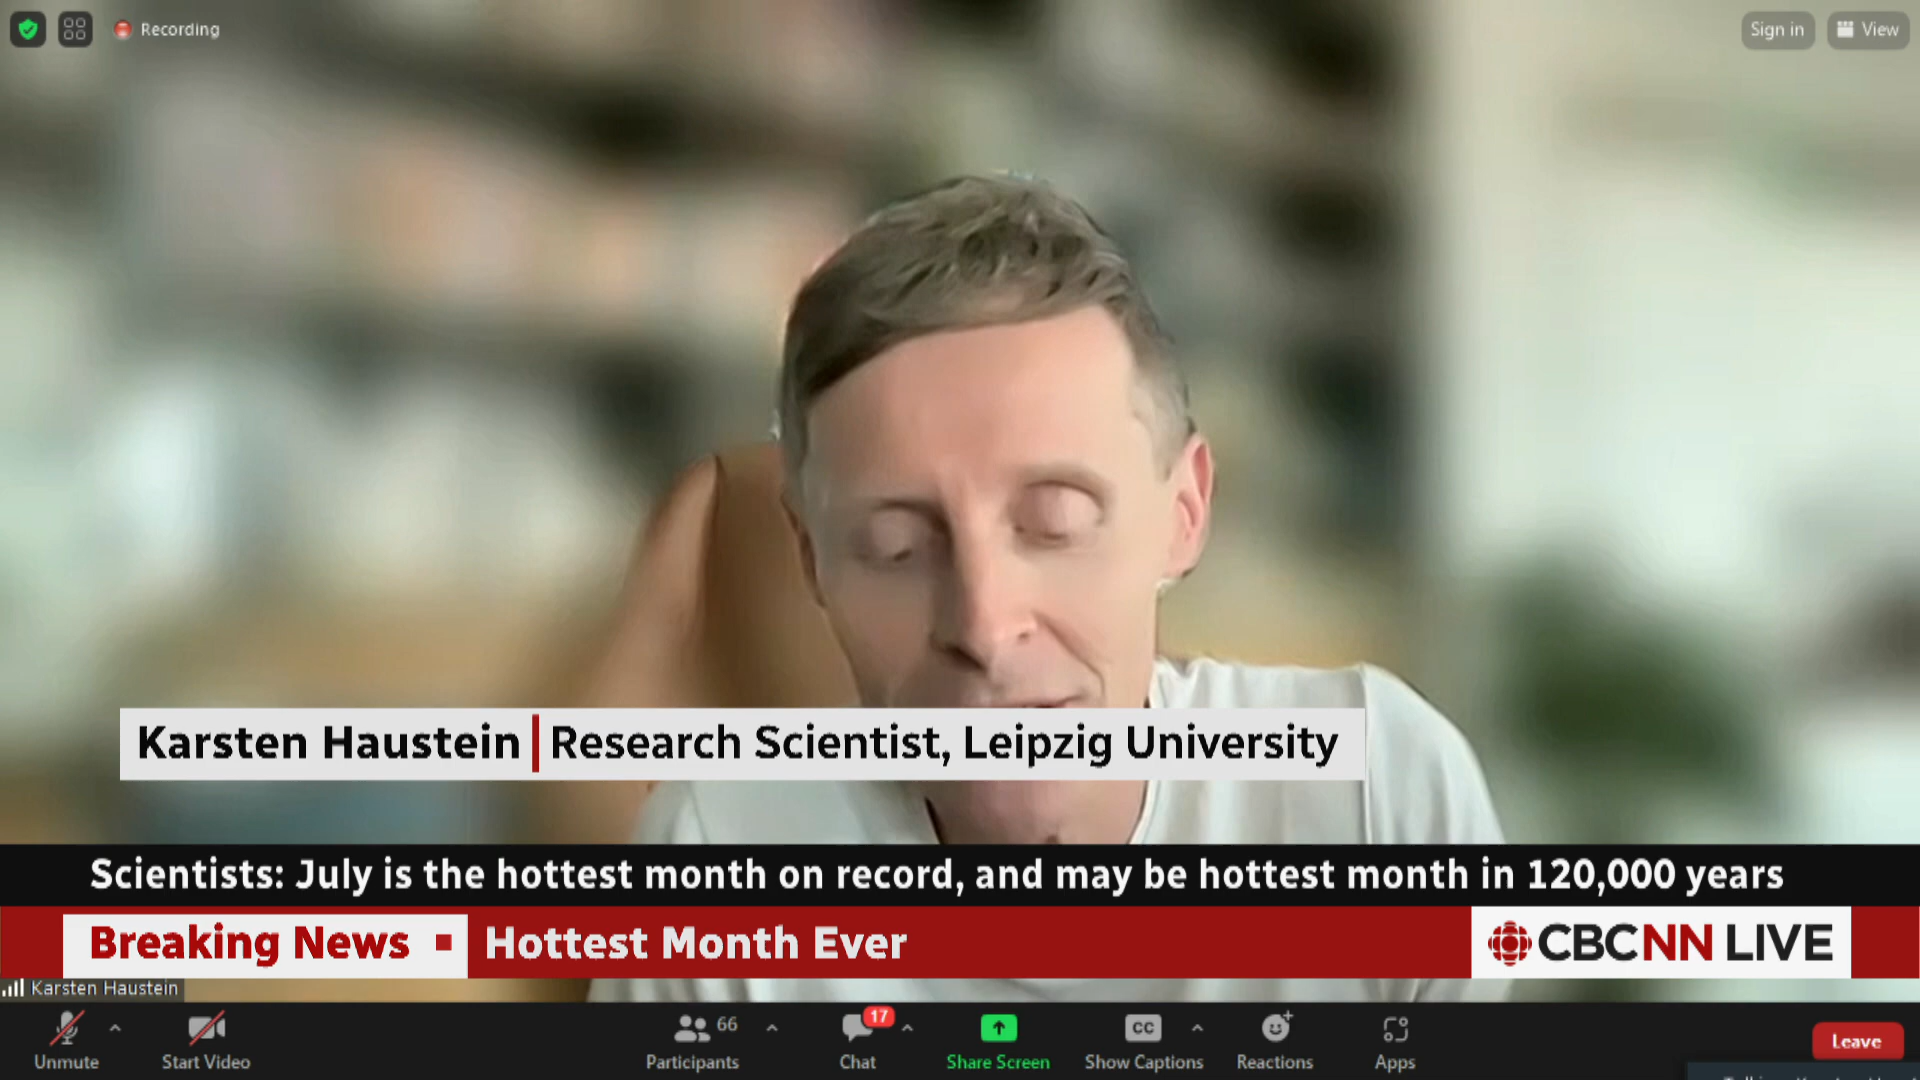 Recording
Sign in
View
Karsten Haustein | Research Scientist, Leipzig University
Scientists: July is the hottest month on record, and may be hottest month in 120,000 years
Breaking News ▪ Hottest Month Ever
CBCNN LIVE
Karsten Haustein
66
17
CC
Unmute
Start Video
Participants
Chat
Share Screen
Show Captions
Reactions
Apps
Leave